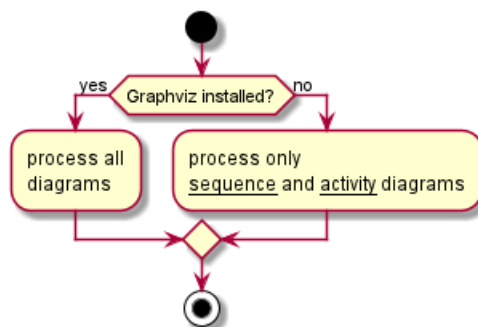 yes
Graphviz installed?
no
process all
diagrams
process only
sequence and activity diagrams